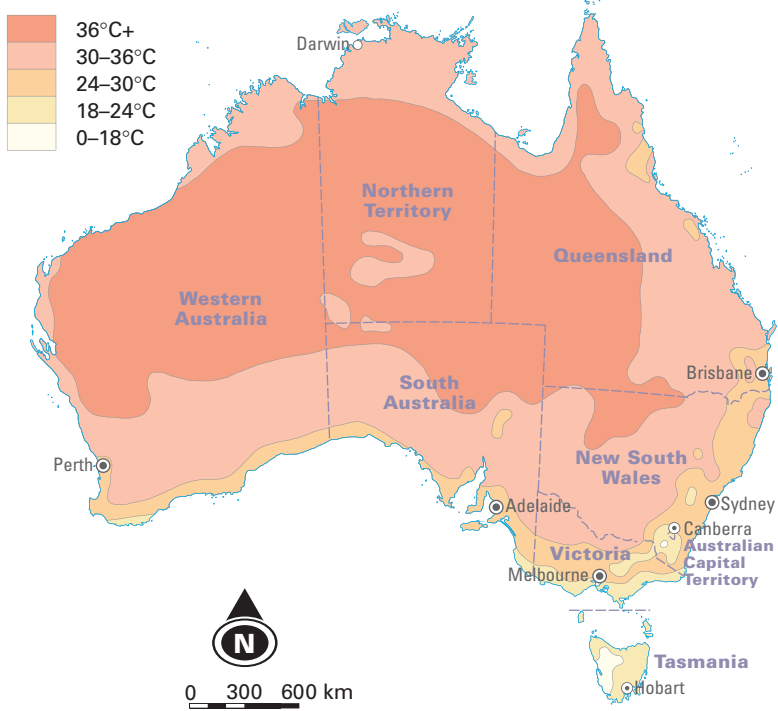 36°C+
30–36°C
24–30°C
18–24°C
0–18°C
Darwin
Northern
Territory
Queensland
Western
Australia
South
Australia
Brisbane
Perth
New South
Wales
Adelaide
Sydney
Canberra
Australian
Capital
Territory
Victoria
Melbourne
N
Tasmania
Hobart
0 300 600 km